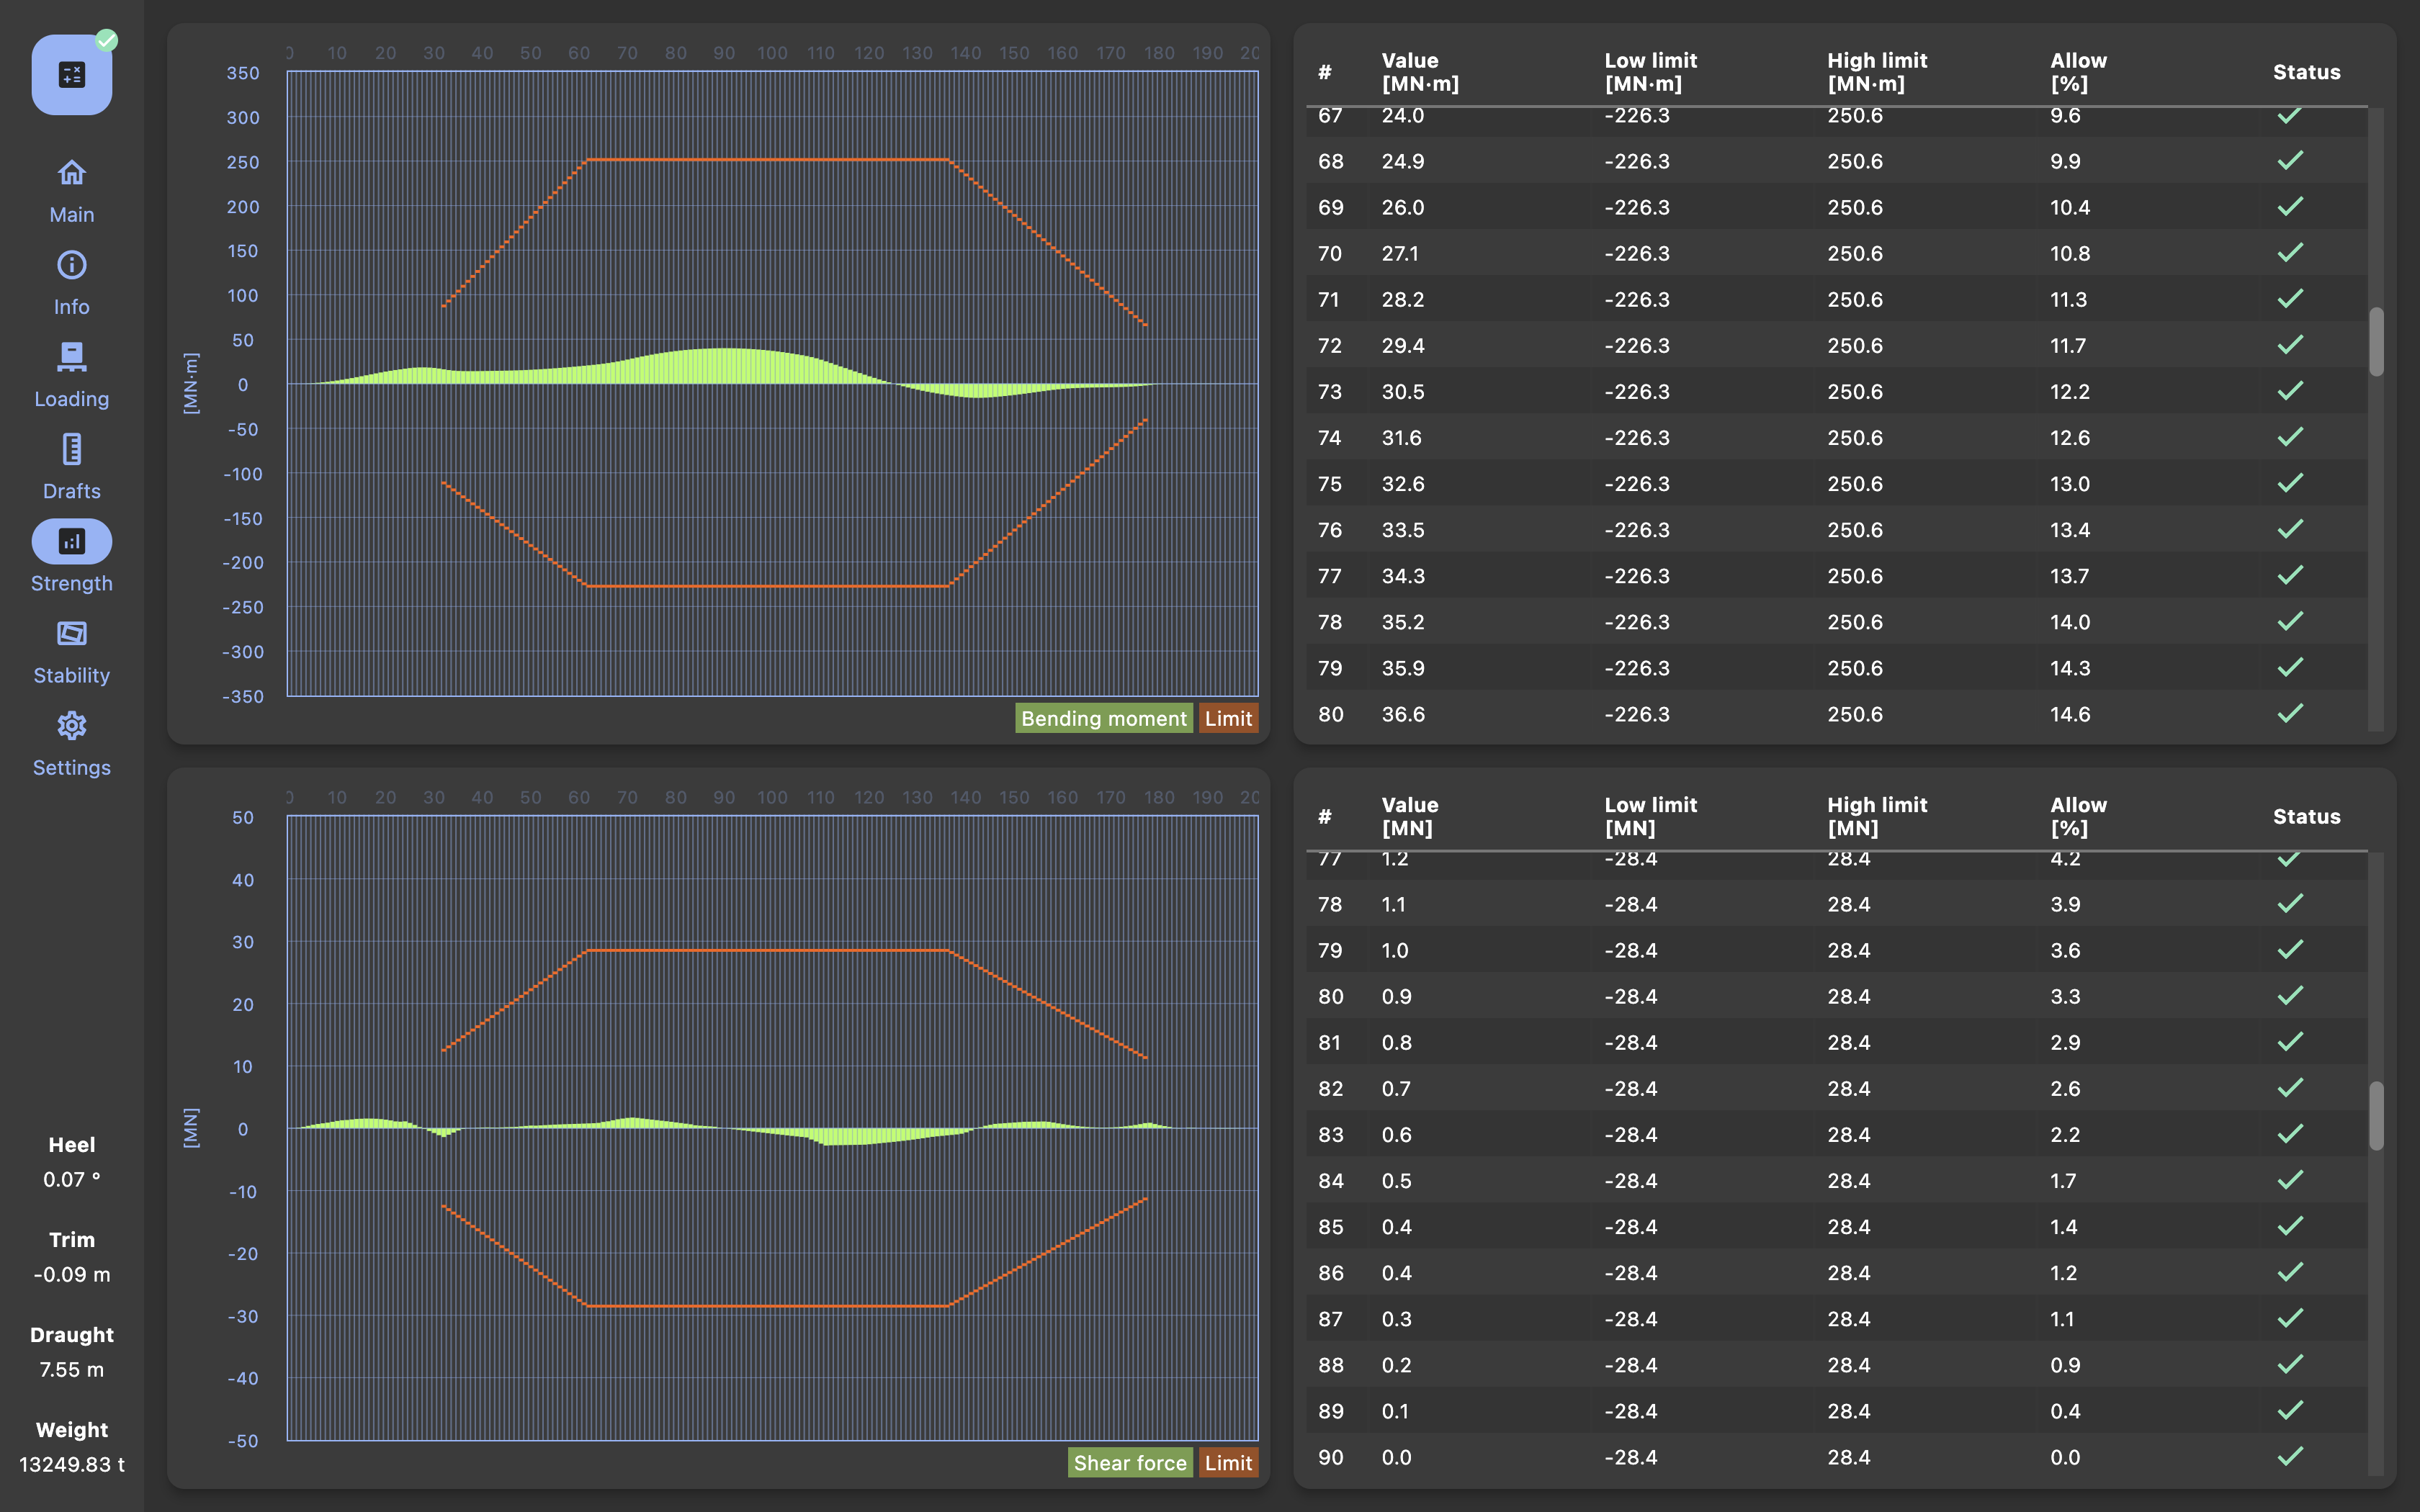 Main
Info
Loading
Drafts
Strength
Stability
Settings
Heel
0.07 °
Trim
-0.09 m
Draught
7.55 m
Weight
13249.83 t
0 10 20 30 40 50 60 70 80 90 100 110 120 130 140 150 160 170 180 190 20
350
300
250
200
150
100
50
0
-50
-100
-150
-200
-250
-300
-350
[MN·m]
Bending moment Limit
# Value [MN·m] Low limit [MN·m] High limit [MN·m] Allow [%] Status
67 24.0 -226.3 250.6 9.6
68 24.9 -226.3 250.6 9.9
69 26.0 -226.3 250.6 10.4
70 27.1 -226.3 250.6 10.8
71 28.2 -226.3 250.6 11.3
72 29.4 -226.3 250.6 11.7
73 30.5 -226.3 250.6 12.2
74 31.6 -226.3 250.6 12.6
75 32.6 -226.3 250.6 13.0
76 33.5 -226.3 250.6 13.4
77 34.3 -226.3 250.6 13.7
78 35.2 -226.3 250.6 14.0
79 35.9 -226.3 250.6 14.3
80 36.6 -226.3 250.6 14.6
0 10 20 30 40 50 60 70 80 90 100 110 120 130 140 150 160 170 180 190 20
50
40
30
20
10
0
-10
-20
-30
-40
-50
[MN]
Shear force Limit
# Value [MN] Low limit [MN] High limit [MN] Allow [%] Status
77 1.2 -28.4 28.4 4.2
78 1.1 -28.4 28.4 3.9
79 1.0 -28.4 28.4 3.6
80 0.9 -28.4 28.4 3.3
81 0.8 -28.4 28.4 2.9
82 0.7 -28.4 28.4 2.6
83 0.6 -28.4 28.4 2.2
84 0.5 -28.4 28.4 1.7
85 0.4 -28.4 28.4 1.4
86 0.4 -28.4 28.4 1.2
87 0.3 -28.4 28.4 1.1
88 0.2 -28.4 28.4 0.9
89 0.1 -28.4 28.4 0.4
90 0.0 -28.4 28.4 0.0